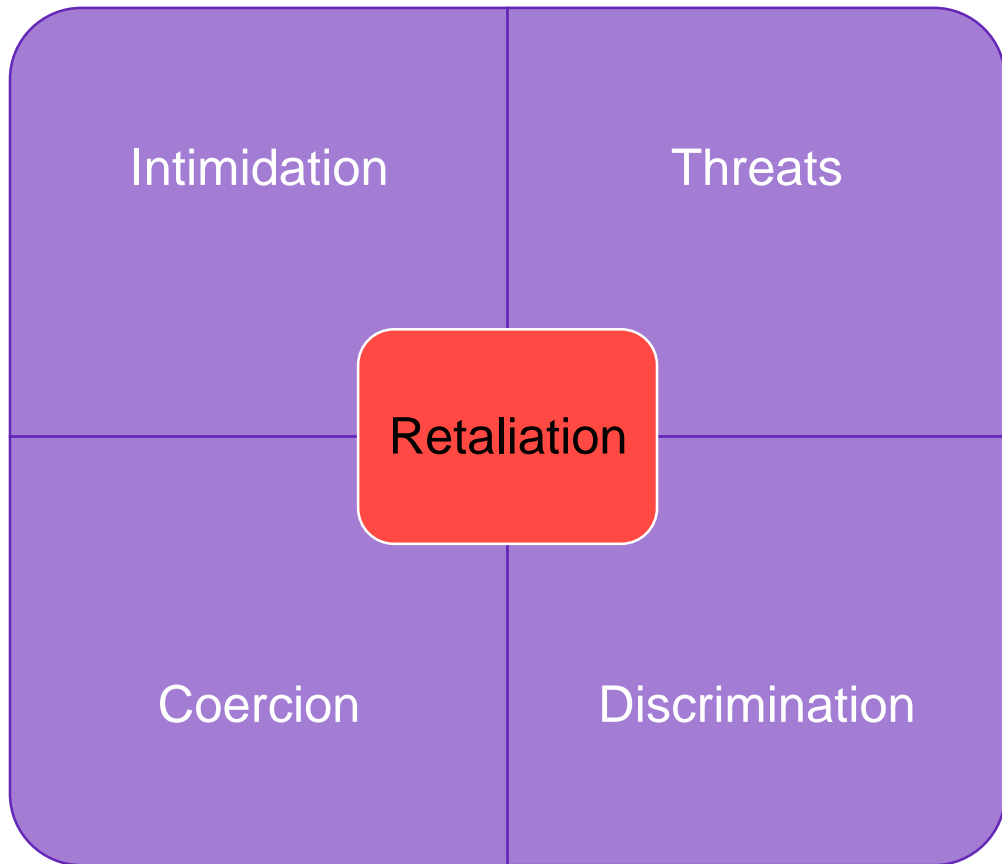 Intimidation
Threats
Retaliation
Coercion
Discrimination